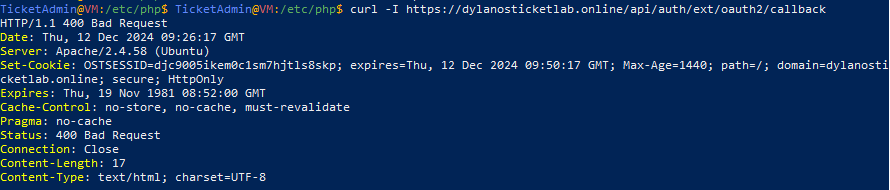 TicketAdmin@VM:/etc/php$ TicketAdmin@VM:/etc/php$ curl -I https://dylanosticketlab.online/api/auth/ext/oauth2/callback
HTTP/1.1 400 Bad Request
Date: Thu, 12 Dec 2024 09:26:17 GMT
Server: Apache/2.4.58 (Ubuntu)
Set-Cookie: OSTSESSID=djc9005ikem0c1sm7hjtls8skp; expires=Thu, 12 Dec 2024 09:50:17 GMT; Max-Age=1440; path=/; domain=dylanosti
cketlab.online; secure; HttpOnly
Expires: Thu, 19 Nov 1981 08:52:00 GMT
Cache-Control: no-store, no-cache, must-revalidate
Pragma: no-cache
Status: 400 Bad Request
Connection: Close
Content-Length: 17
Content-Type: text/html; charset=UTF-8